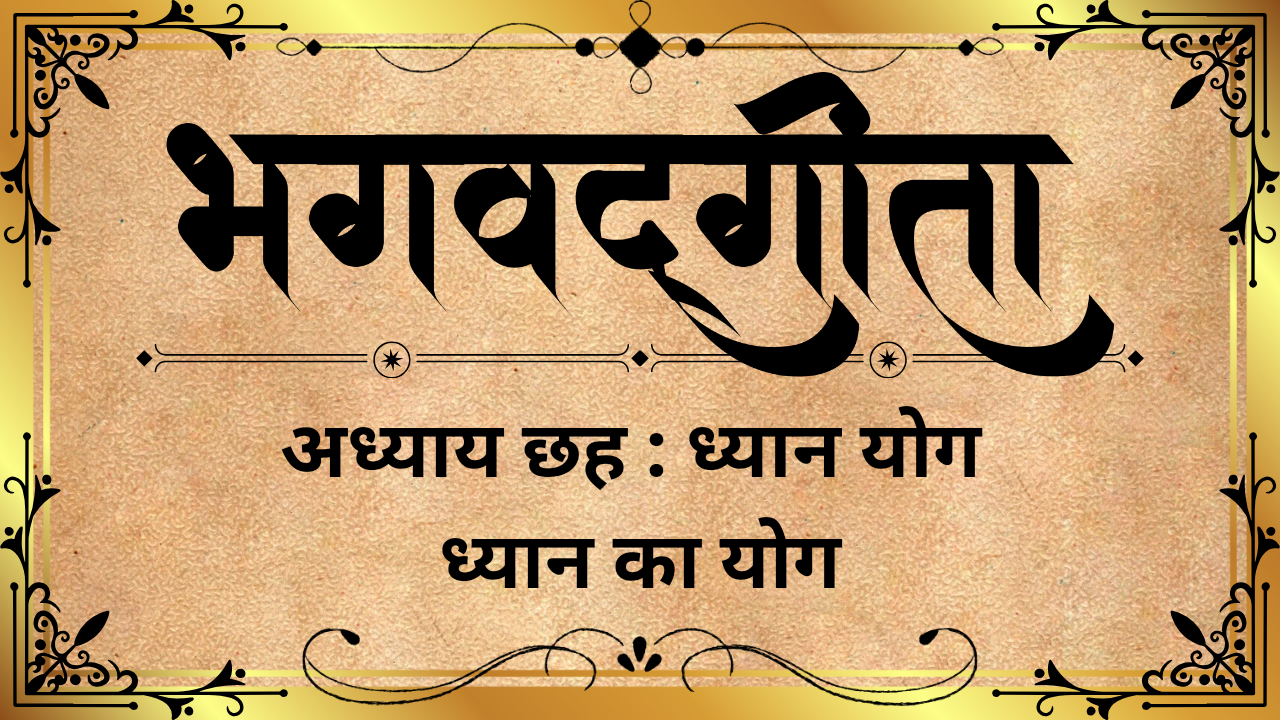 भगवद्गीता
अध्याय छह : ध्यान योग
ध्यान का योग